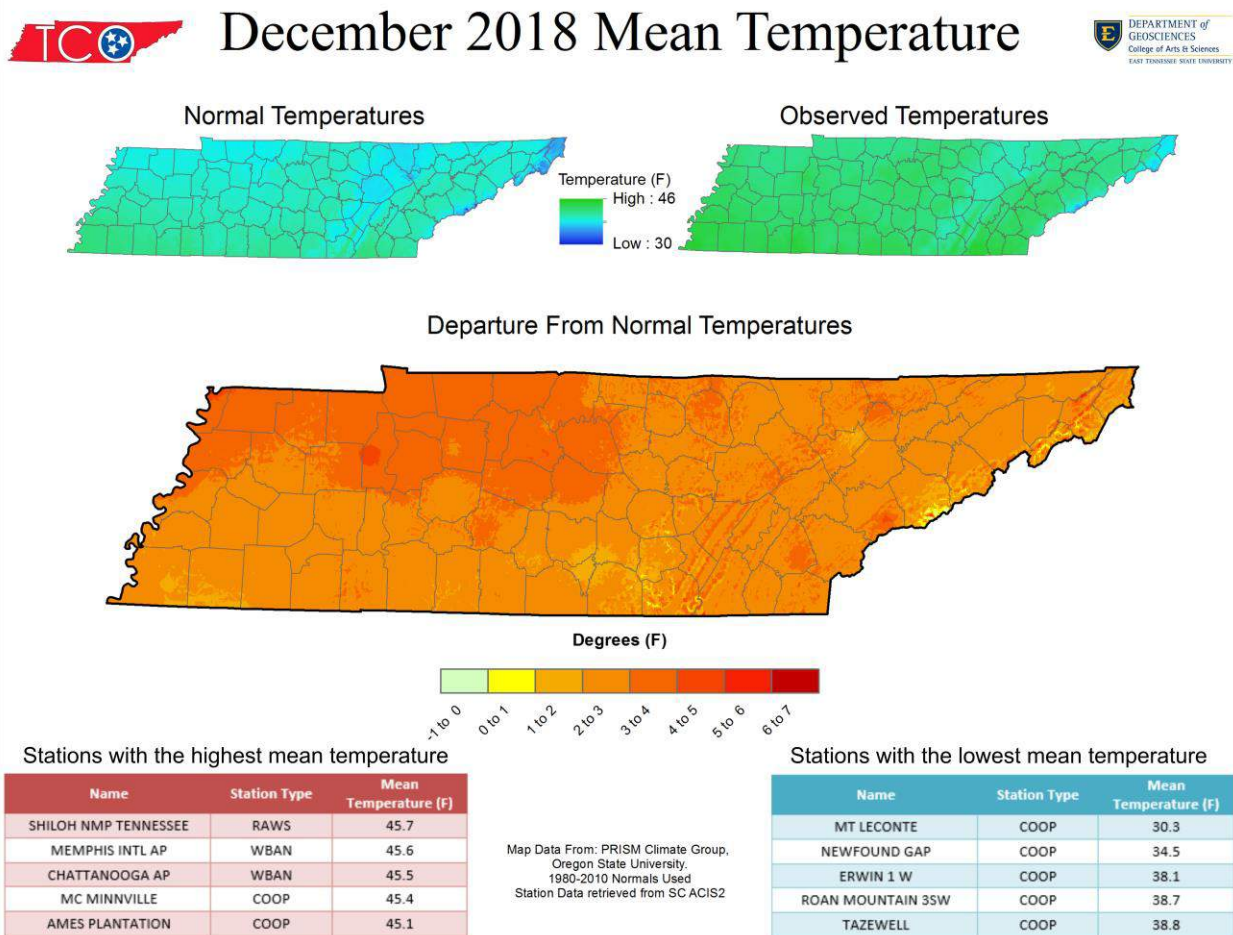 TCO
December 2018 Mean Temperature
E
DEPARTMENT of
GEOSCIENCES
College of Arts & Sciences
EAST TENNESSEE STATE UNIVERSITY
Normal Temperatures
Observed Temperatures
Temperature (F)
High : 46
Low : 30
Departure From Normal Temperatures
Degrees (F)
-1 to 0
0 to 1
1 to 2
2 to 3
3 to 4
4 to 5
5 to 6
6 to 7
Stations with the highest mean temperature
Name Station Type Mean
Temperature (F)
SHILOH NMP TENNESSEE RAWS 45.7
MEMPHIS INTL AP WBAN 45.6
CHATTANOOGA AP WBAN 45.5
MC MINNVILLE COOP 45.4
AMES PLANTATION COOP 45.1
Map Data From: PRISM Climate Group,
Oregon State University.
1980-2010 Normals Used
Station Data retrieved from SC ACIS2
Stations with the lowest mean temperature
Name Station Type Mean
Temperature (F)
MT LECONTE COOP 30.3
NEWFOUND GAP COOP 34.5
ERWIN 1 W COOP 38.1
ROAN MOUNTAIN 3SW COOP 38.7
TAZEWELL COOP 38.8